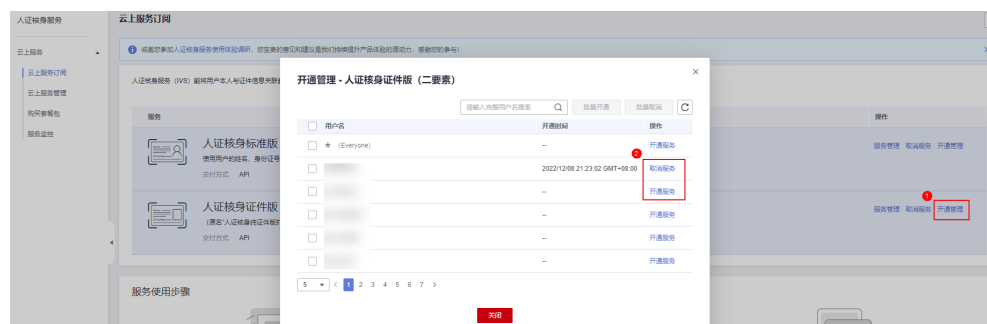 人证核身服务
云上服务
云上服务订阅
云上服务管理
购买套餐包
服务监控
云上服务订阅
诚邀您参加人证核身服务使用体验调研，您宝贵的意见和建议是我们持续提升产品体验的源动力，感谢您的参与！
人证核身服务（IVS）能将用户本人与证件信息关联
服务
操作
人证核身标准版
使用用户的姓名、身份证号
交付方式 API
服务管理 取消服务 开通管理
1
人证核身证件版
（原名"人证核身纯证件版
交付方式 API
服务管理 取消服务 开通管理
服务使用步骤
开通管理 - 人证核身证件版（二要素）
×
请输入完整用户名搜索
批量开通
批量取消
用户名 开通时间 操作
★ (Everyone) -- 开通服务
2
2022/12/08 21:23:02 GMT+08:00 取消服务
-- 开通服务
-- 开通服务
-- 开通服务
-- 开通服务
5 < 1 2 3 4 5 6 7 >
关闭